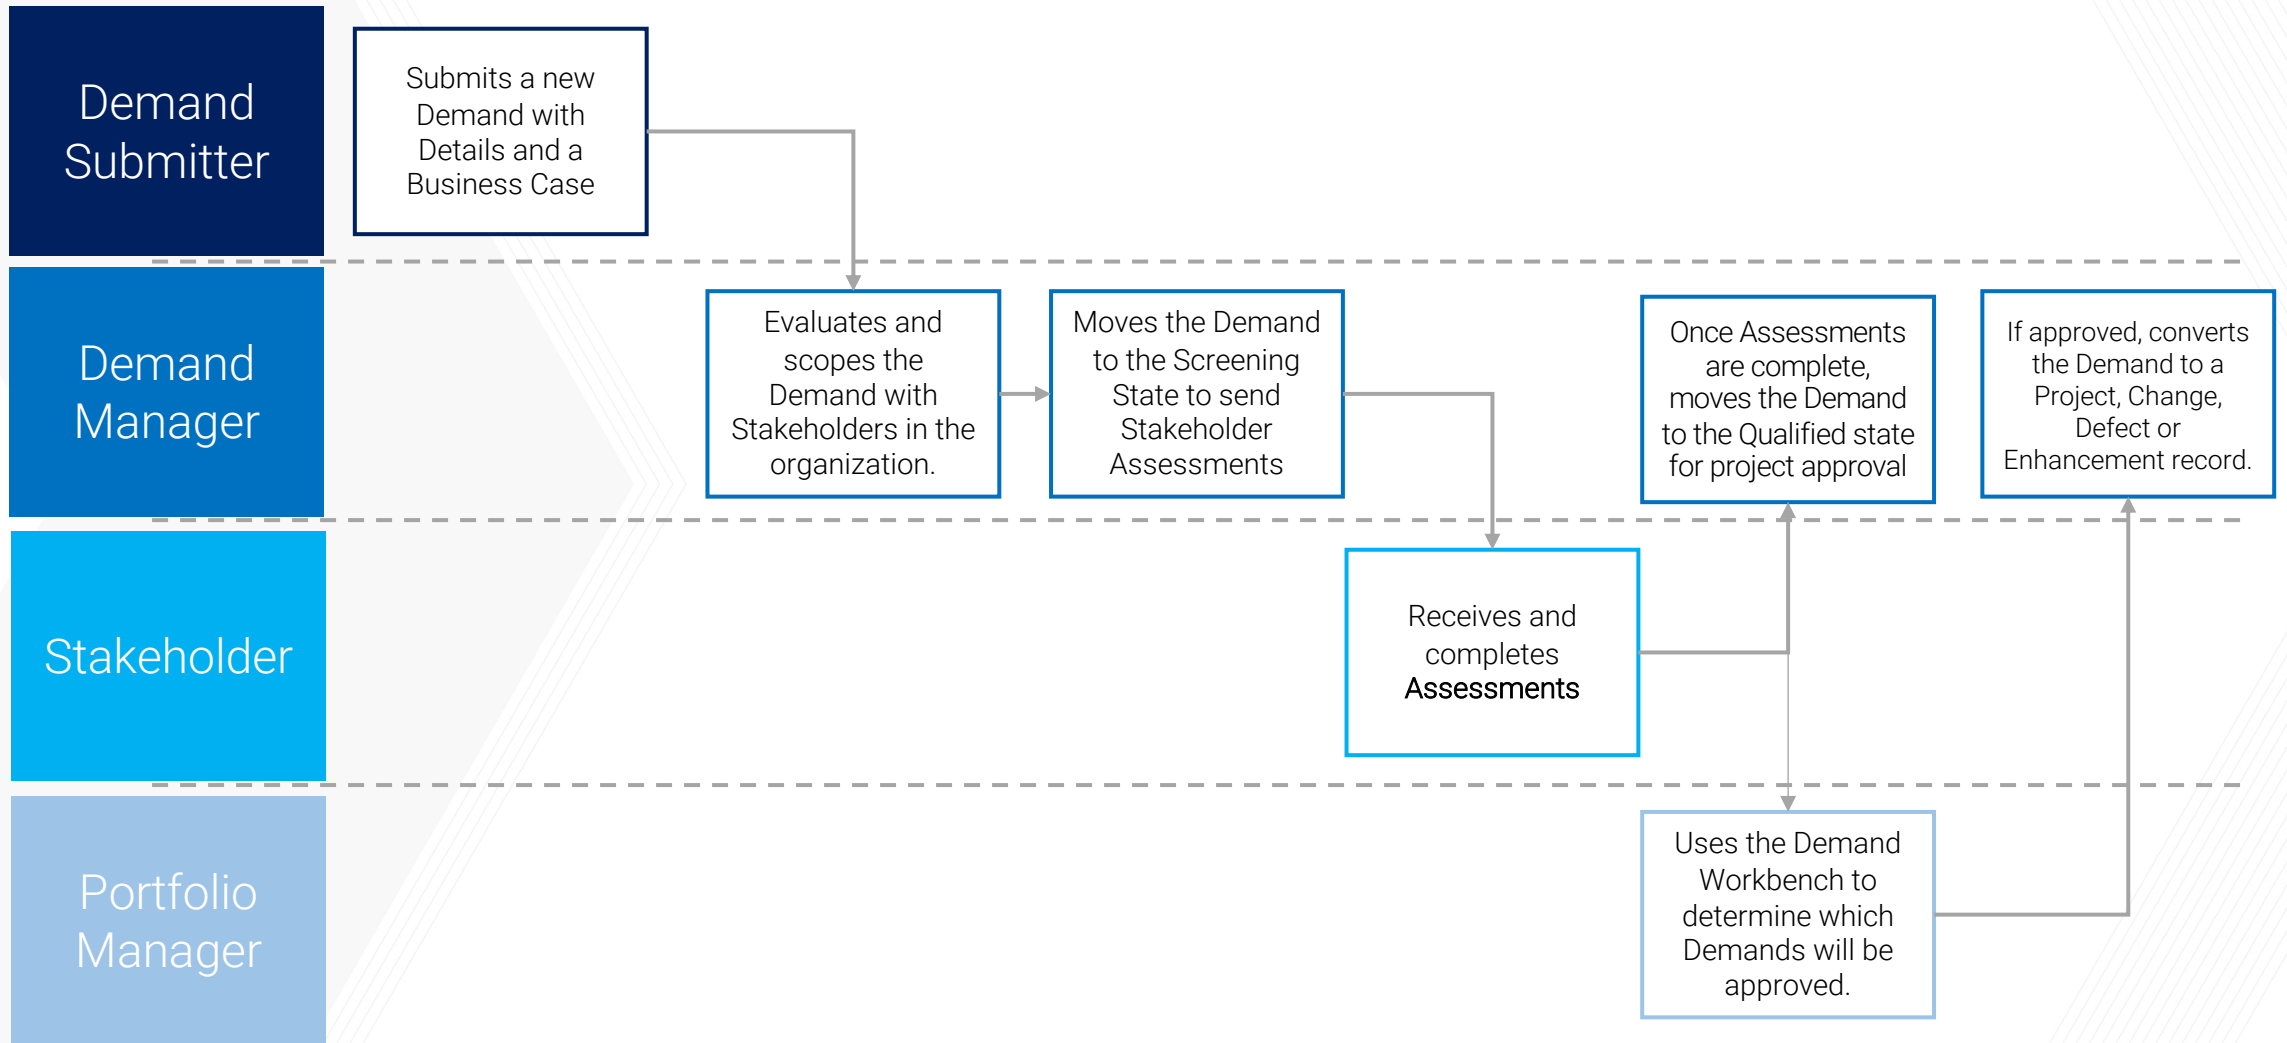 Demand
Submitter
Submits a new
Demand with
Details and a
Business Case
Demand
Manager
Evaluates and
scopes the
Demand with
Stakeholders in the
organization.
Moves the Demand
to the Screening
State to send
Stakeholder
Assessments
Once Assessments
are complete,
moves the Demand
to the Qualified state
for project approval
If approved, converts
the Demand to a
Project, Change,
Defect or
Enhancement record.
Stakeholder
Receives and
completes
Assessments
Portfolio
Manager
Uses the Demand
Workbench to
determine which
Demands will be
approved.